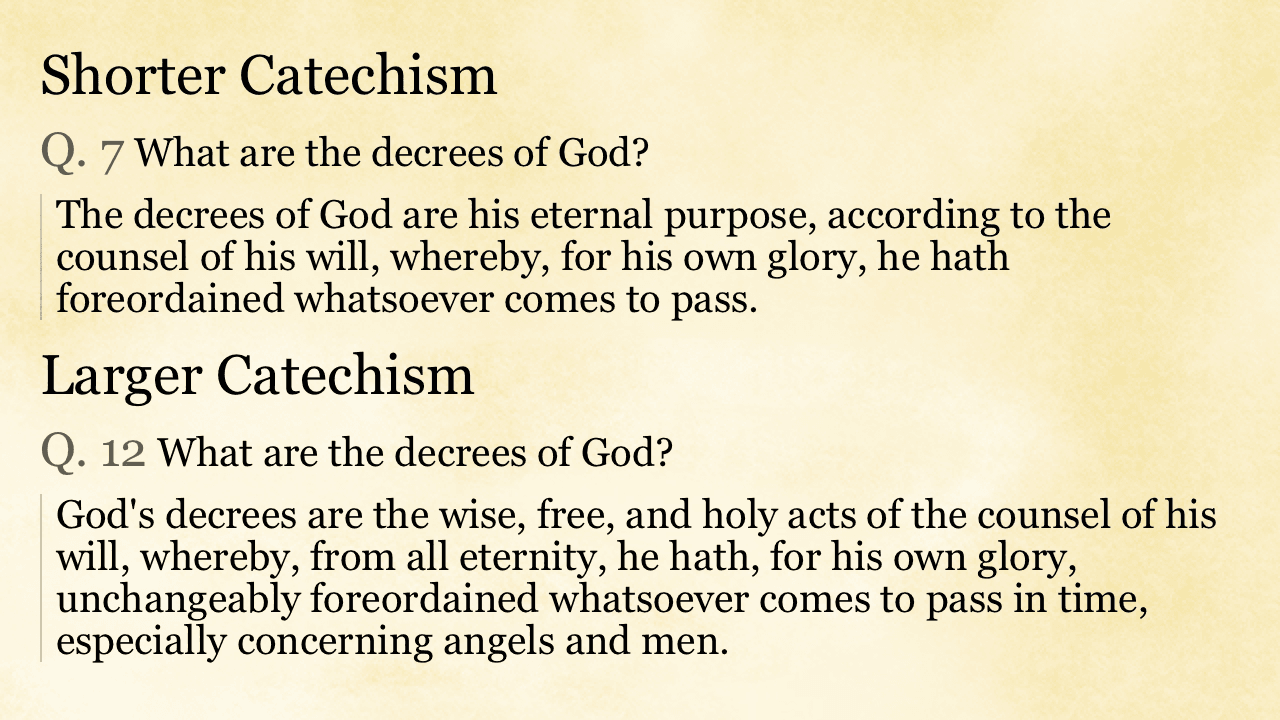 Shorter Catechism
Q. 7 What are the decrees of God?
The decrees of God are his eternal purpose, according to the
counsel of his will, whereby, for his own glory, he hath
foreordained whatsoever comes to pass.
Larger Catechism
Q. 12 What are the decrees of God?
God's decrees are the wise, free, and holy acts of the counsel of his
will, whereby, from all eternity, he hath, for his own glory,
unchangeably foreordained whatsoever comes to pass in time,
especially concerning angels and men.